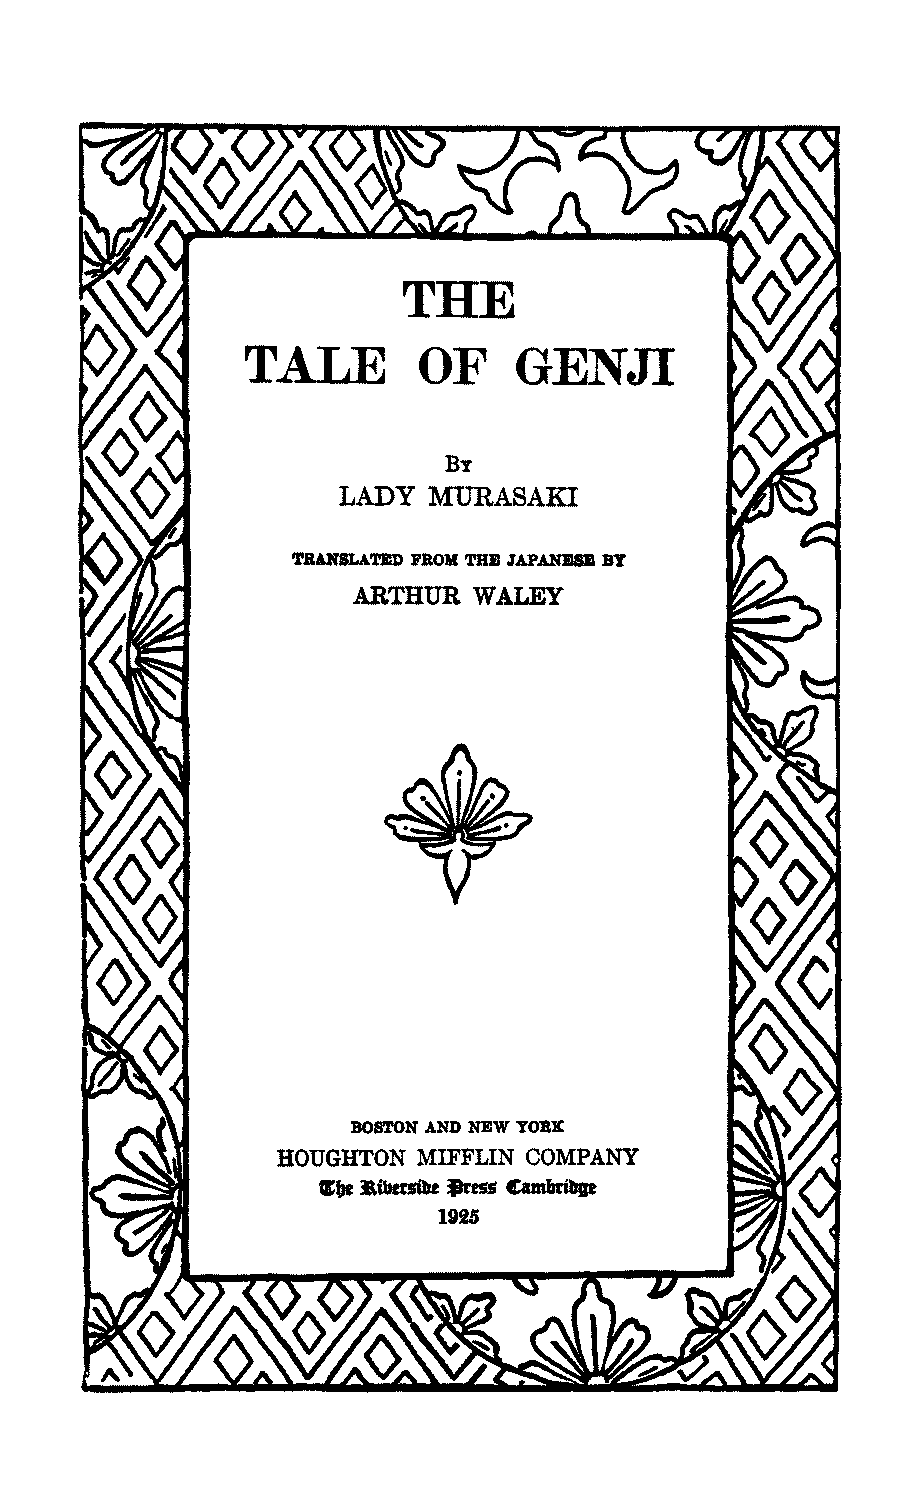 THE
TALE OF GENJI
BY
LADY MURASAKI
TRANSLATED FROM THE JAPANESE BY
ARTHUR WALEY
BOSTON AND NEW YORK
HOUGHTON MIFFLIN COMPANY
The Riverside Press Cambridge
1925